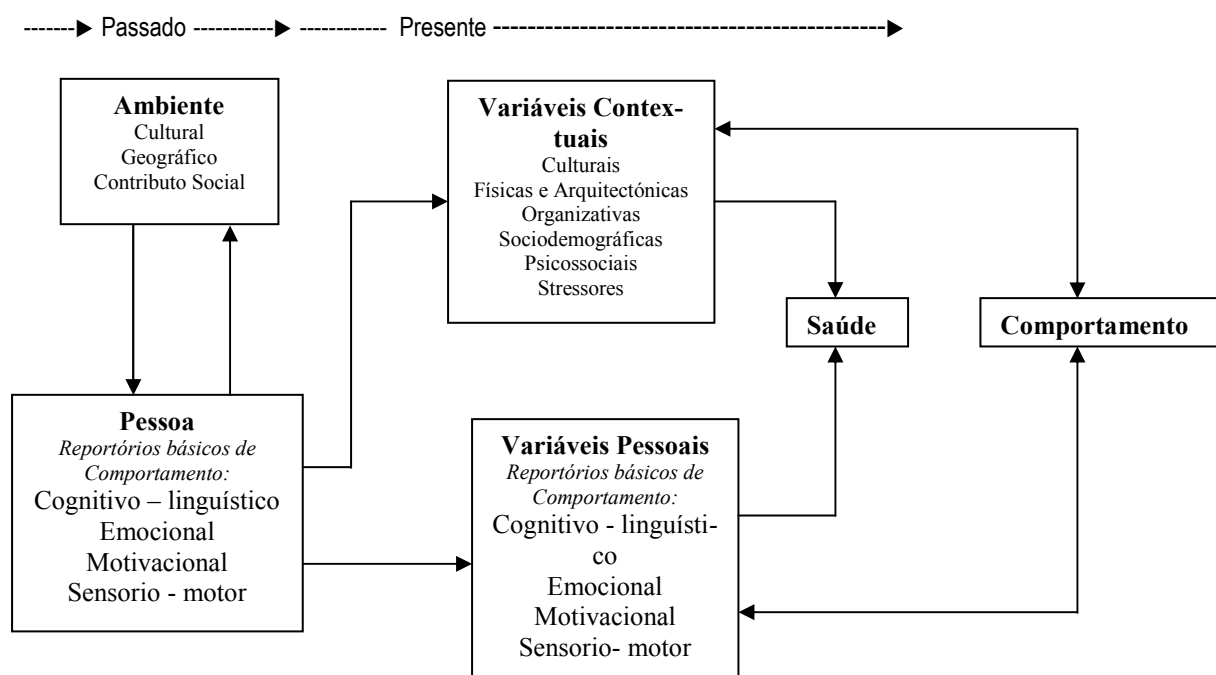 Passado Presente
Ambiente
Cultural
Geográfico
Contributo Social
Variáveis Contex-
tuais
Culturais
Físicas e Arquitectónicas
Organizativas
Sociodemográficas
Psicossociais
Stressores
Saúde
Comportamento
Pessoa
Reportórios básicos de
Comportamento:
Cognitivo – linguístico
Emocional
Motivacional
Sensorio - motor
Variáveis Pessoais
Reportórios básicos de
Comportamento:
Cognitivo - linguísti-
co
Emocional
Motivacional
Sensorio- motor